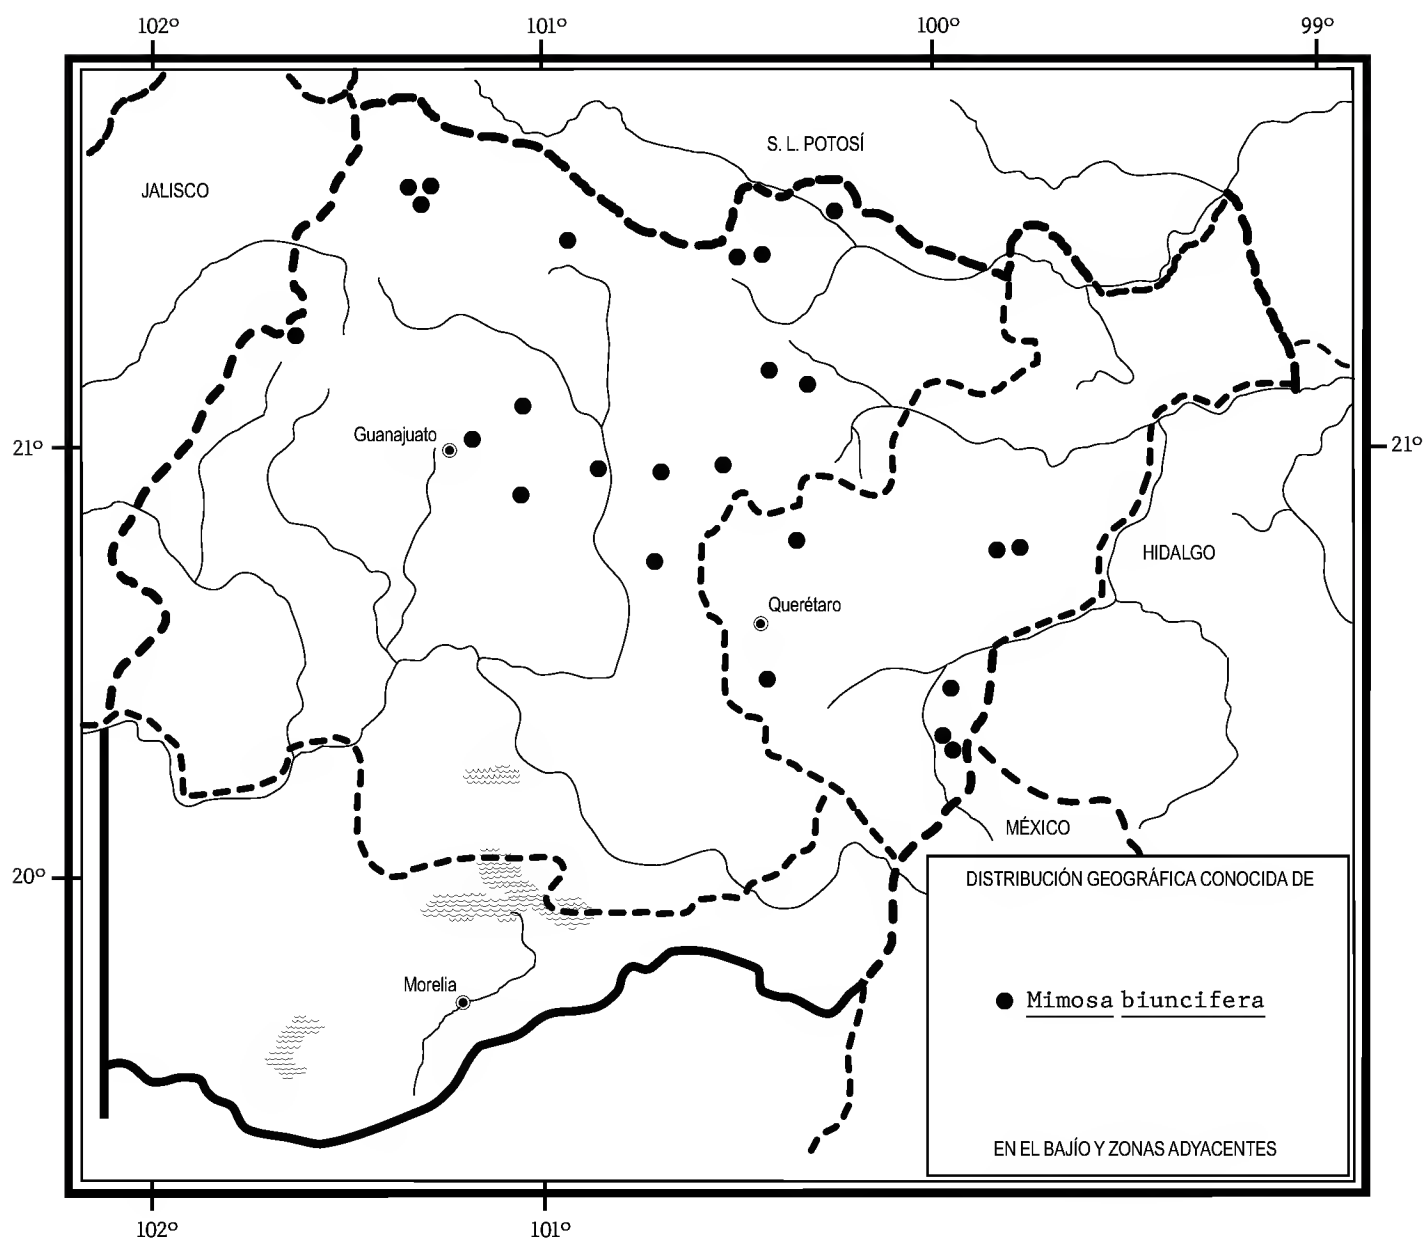 102º 101º 100º 99º
S. L. POTOSÍ
JALISCO
Guanajuato
21º 21º
HIDALGO
Querétaro
MÉXICO
20º
DISTRIBUCIÓN GEOGRÁFICA CONOCIDA DE
Morelia
Mimosa biuncifera
EN EL BAJÍO Y ZONAS ADYACENTES
102º 101º